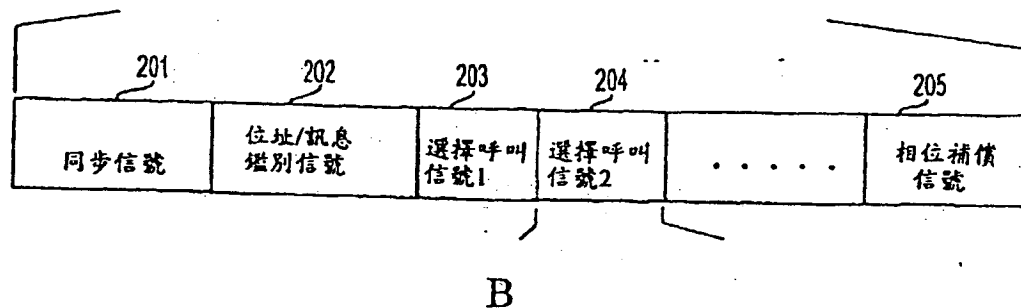 201
202
203
204
205
同步信號
位址/訊息
鑑別信號
選擇呼叫
信號1
選擇呼叫
信號2
.....
相位補償
信號
B